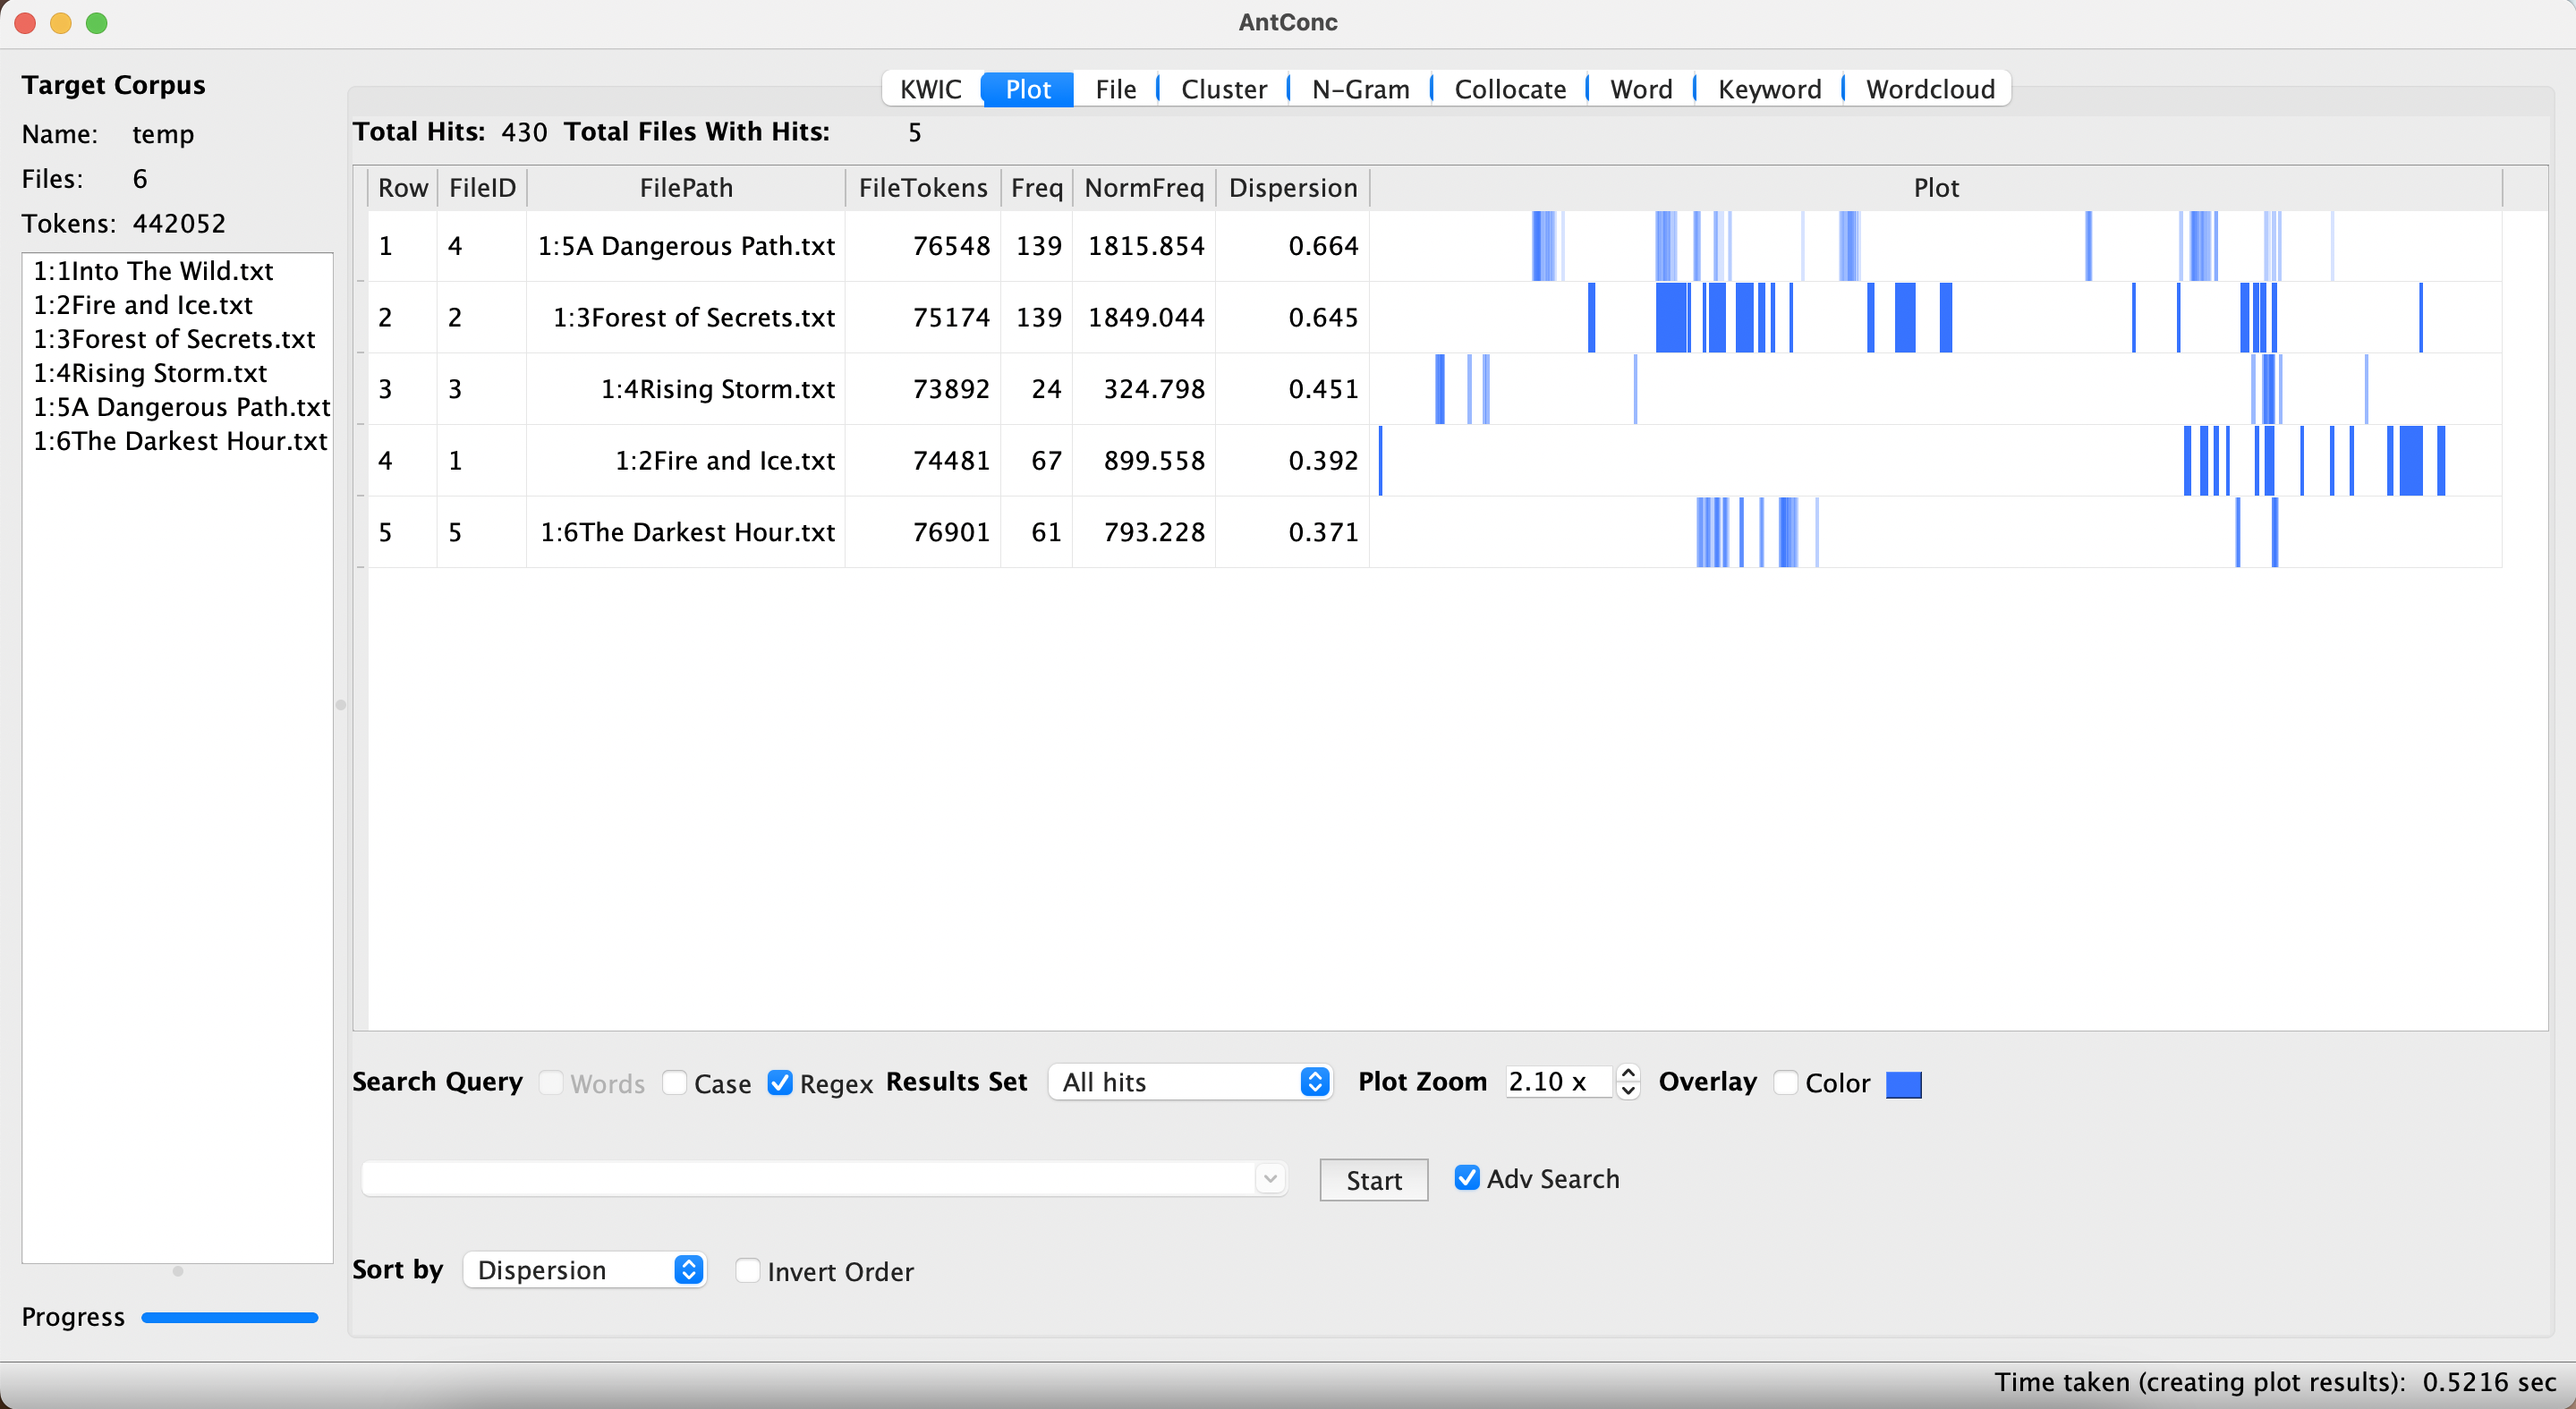 AntConc
Target Corpus
Name: temp
Files: 6
Tokens: 442052
1:1Into The Wild.txt
1:2Fire and Ice.txt
1:3Forest of Secrets.txt
1:4Rising Storm.txt
1:5A Dangerous Path.txt
1:6The Darkest Hour.txt
Progress
KWIC Plot File Cluster N-Gram Collocate Word Keyword Wordcloud
Total Hits: 430 Total Files With Hits: 5
Row FileID FilePath FileTokens Freq NormFreq Dispersion Plot
1 4 1:5A Dangerous Path.txt 76548 139 1815.854 0.664
2 2 1:3Forest of Secrets.txt 75174 139 1849.044 0.645
3 3 1:4Rising Storm.txt 73892 24 324.798 0.451
4 1 1:2Fire and Ice.txt 74481 67 899.558 0.392
5 5 1:6The Darkest Hour.txt 76901 61 793.228 0.371
Search Query Words Case Regex Results Set All hits Plot Zoom 2.10 x Overlay Color
Start Adv Search
Sort by Dispersion Invert Order
Time taken (creating plot results): 0.5216 sec